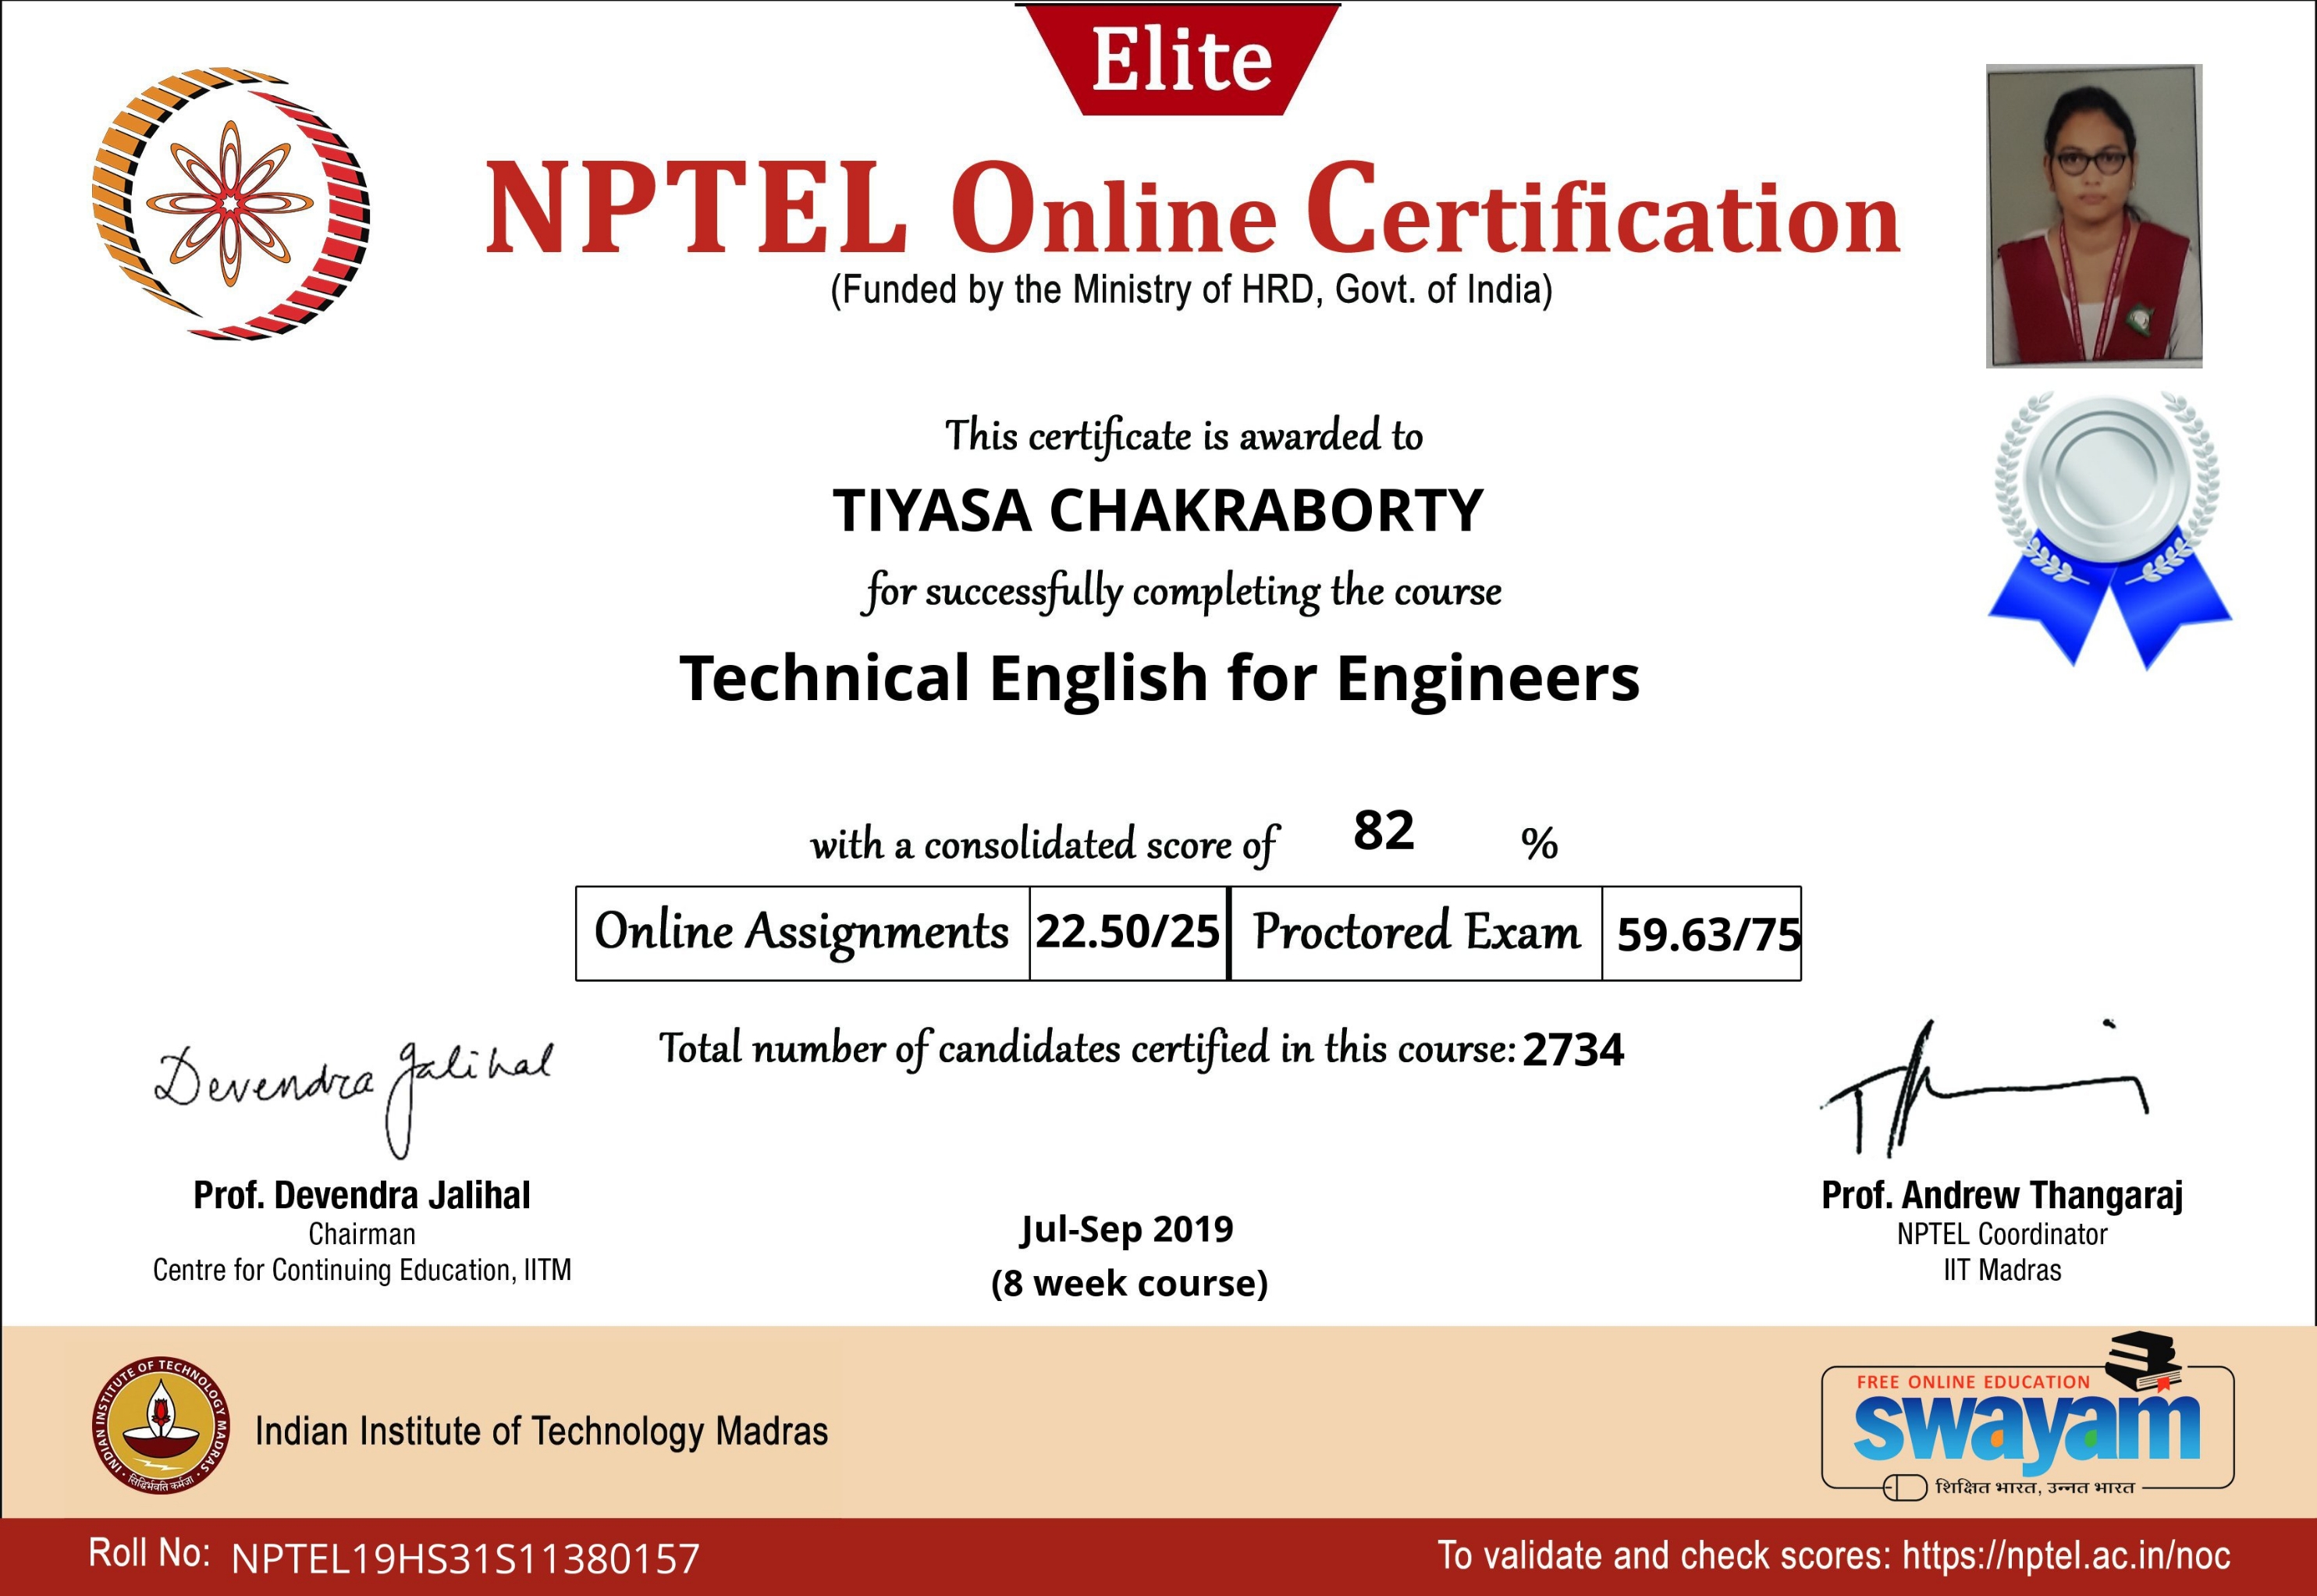 Elite
NPTEL Online Certification
(Funded by the Ministry of HRD, Govt. of India)
This certificate is awarded to
TIYASA CHAKRABORTY
for successfully completing the course
Technical English for Engineers
with a consolidated score of 82 %
Online Assignments 22.50/25 Proctored Exam 59.63/75
Total number of candidates certified in this course: 2734
Devendra Jalihal
Prof. Devendra Jalihal
Chairman
Centre for Continuing Education, IITM
Jul-Sep 2019
(8 week course)
Prof. Andrew Thangaraj
NPTEL Coordinator
IIT Madras
INDIAN INSTITUTE OF TECHNOLOGY MADRAS
सिद्धिर्भवति कर्मजा
Indian Institute of Technology Madras
FREE ONLINE EDUCATION
swayam
शिक्षित भारत, उन्नत भारत
Roll No: NPTEL19HS31S11380157
To validate and check scores: https://nptel.ac.in/noc